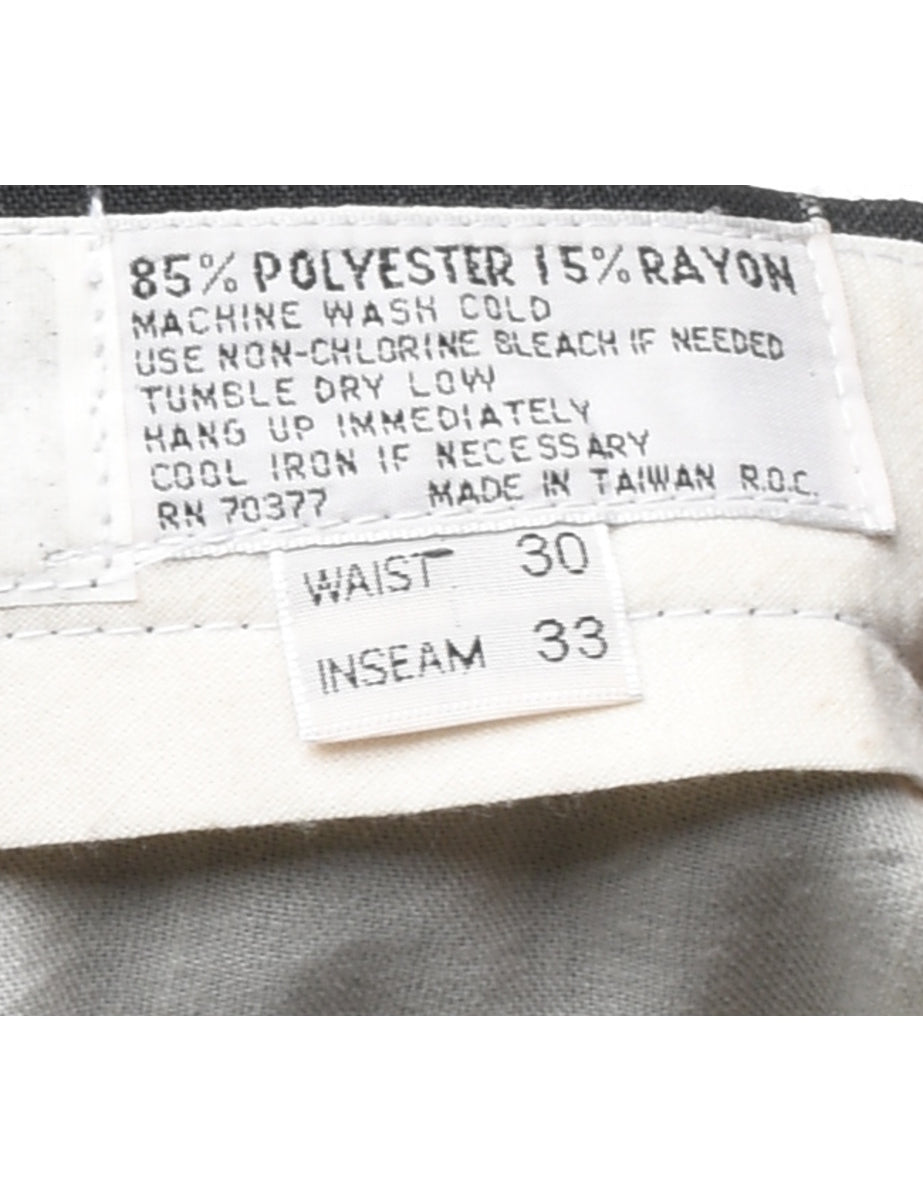 85% POLYESTER 15% RAYON
MACHINE WASH COLD
USE NON-CHLORINE BLEACH IF NEEDED
TUMBLE DRY LOW
HANG UP IMMEDIATELY
COOL IRON IF NECESSARY
RN 70377 MADE IN TAIWAN R.O.C.
WAIST 30
INSEAM 33